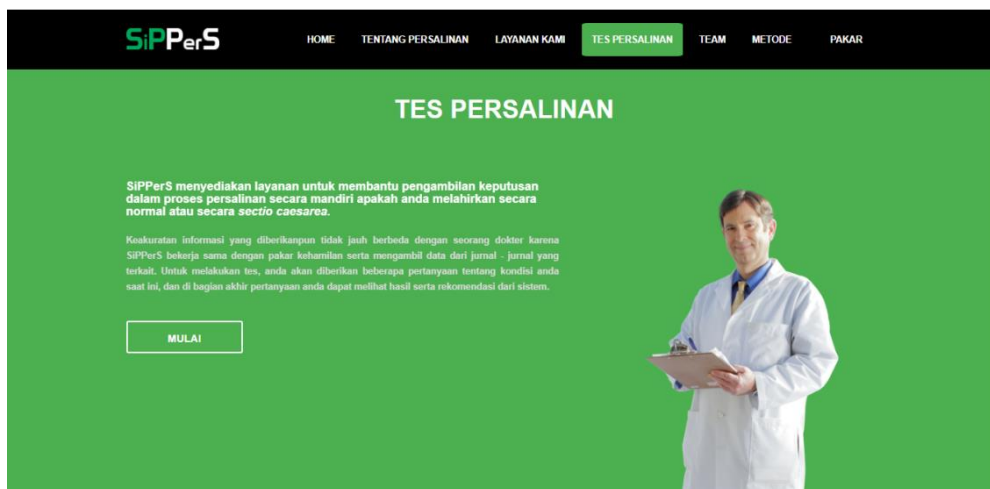 SiPPerS
HOME TENTANG PERSALINAN LAYANAN KAMI TES PERSALINAN TEAM METODE PAKAR
TES PERSALINAN
SiPPerS menyediakan layanan untuk membantu pengambilan keputusan
dalam proses persalinan secara mandiri apakah anda melahirkan secara
normal atau secara sectio caesarea.
Keakuratan informasi yang diberikanpun tidak jauh berbeda dengan seorang dokter karena
SiPPerS bekerja sama dengan pakar kehamilan serta mengambil data dari jurnal - jurnal yang
terkait. Untuk melakukan tes, anda akan diberikan beberapa pertanyaan tentang kondisi anda
saat ini, dan di bagian akhir pertanyaan anda dapat melihat hasil serta rekomendasi dari sistem.
MULAI